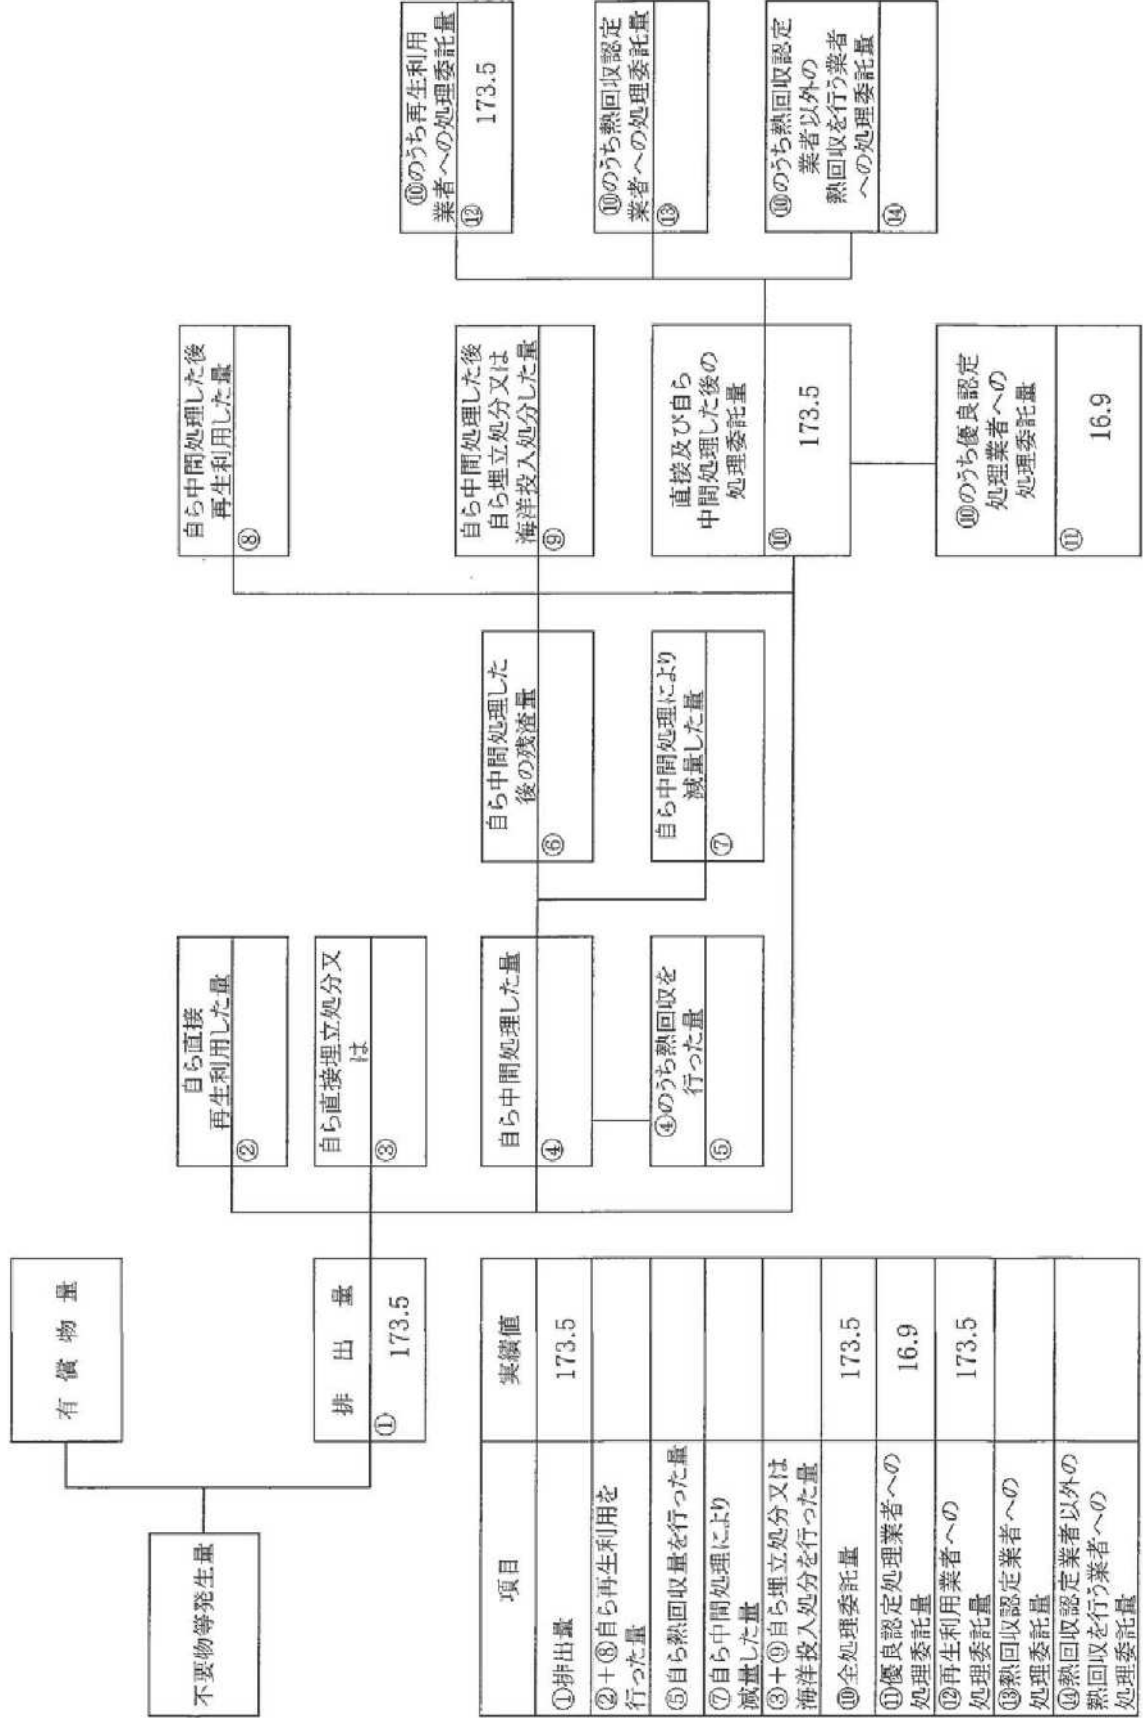 不要物等発生量
有償物量
排出量
①
173.5
自ら直接
再生利用した量
②
自ら直接埋立処分又
は
③
自ら中間処理した量
④
④のうち熱回収を
行った量
⑤
自ら中間処理した
後の残渣量
⑥
自ら中間処理により
減量した量
⑦
自ら中間処理した後
再生利用した量
⑧
自ら中間処理した後
自ら埋立処分又は
海洋投入処分した量
⑨
直接及び自ら
中間処理した後の
処理委託量
⑩
173.5
⑩のうち優良認定
処理業者への
処理委託量
⑪
16.9
⑩のうち再生利用
業者への処理委託量
⑫
173.5
⑩のうち熱回収認定
業者への処理委託量
⑬
⑩のうち熱回収認定
業者以外の
熱回収を行う業者
への処理委託量
⑭
項目 実績値
①排出量 173.5
②+⑧自ら再生利用を
行った量
⑤自ら熱回収量を行った量
⑦自ら中間処理により
減量した量
③+⑨自ら埋立処分又は
海洋投入処分を行った量
⑩全処理委託量 173.5
⑪優良認定処理業者への
処理委託量 16.9
⑫再生利用業者への
処理委託量 173.5
⑬熱回収認定業者への
処理委託量
⑭熱回収認定業者以外の
熱回収を行う業者への
処理委託量